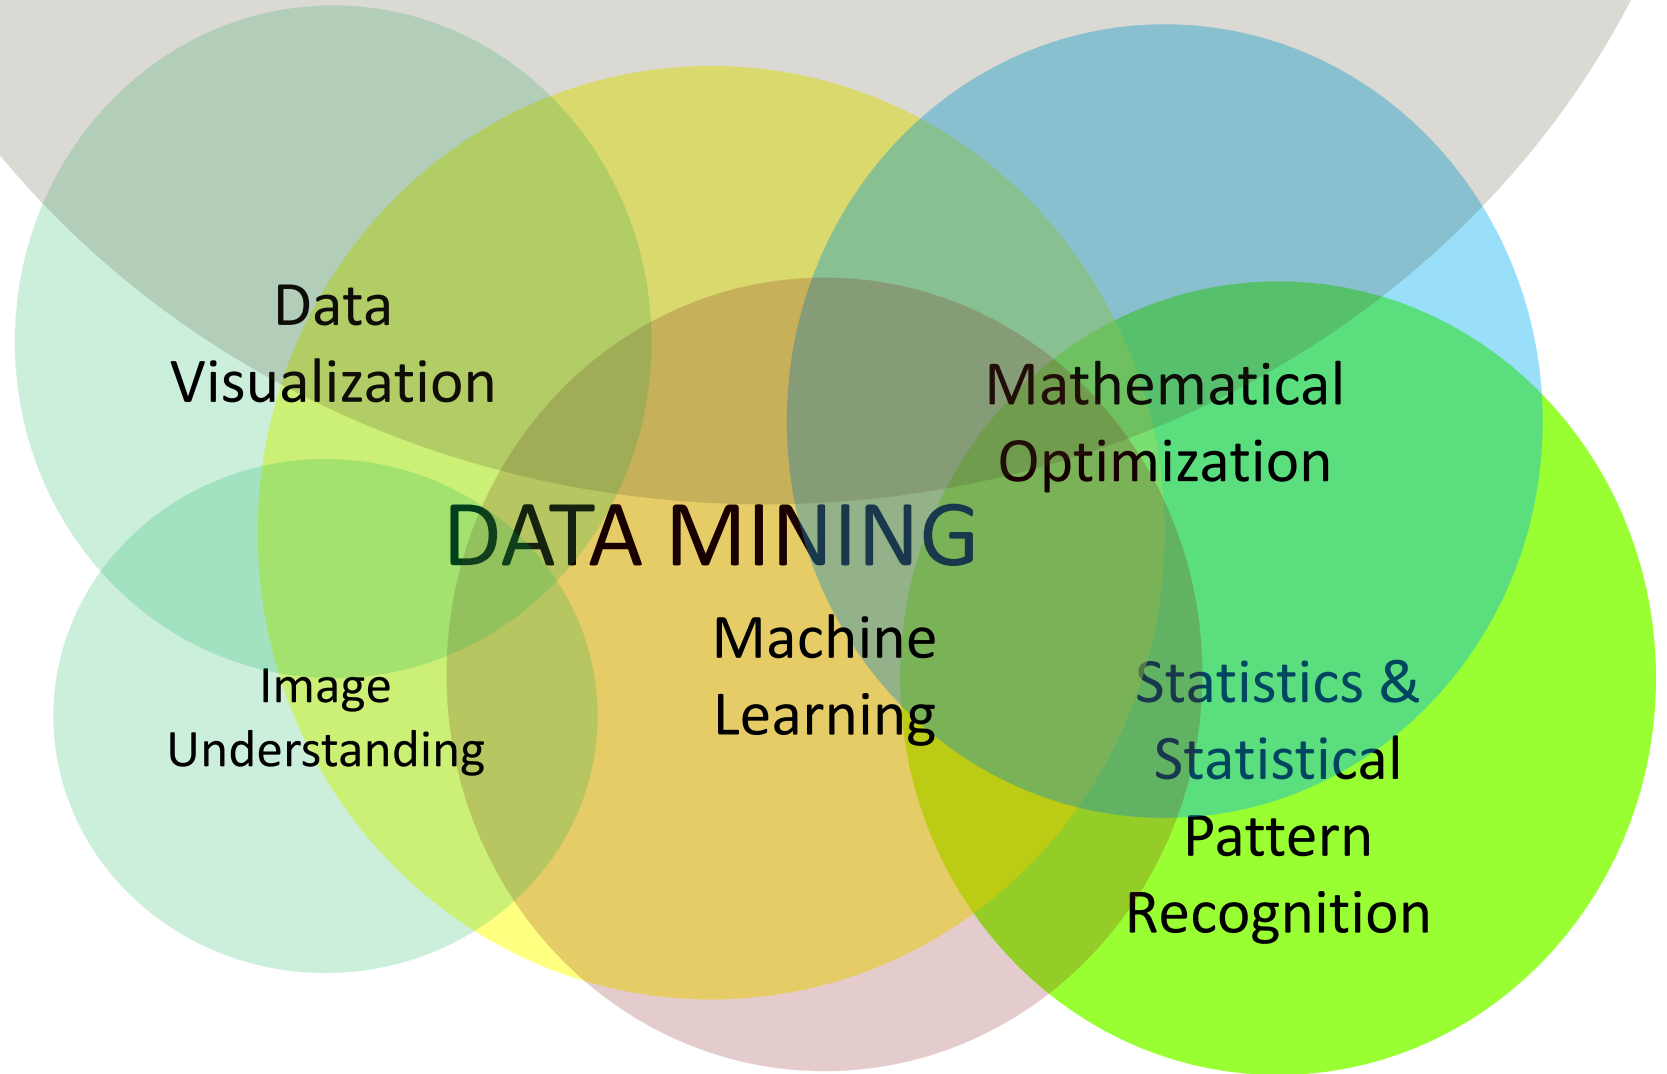 Data
Visualization
Mathematical
Optimization
DATA MINING
Machine
Learning
Image
Understanding
Statistics &
Statistical
Pattern
Recognition